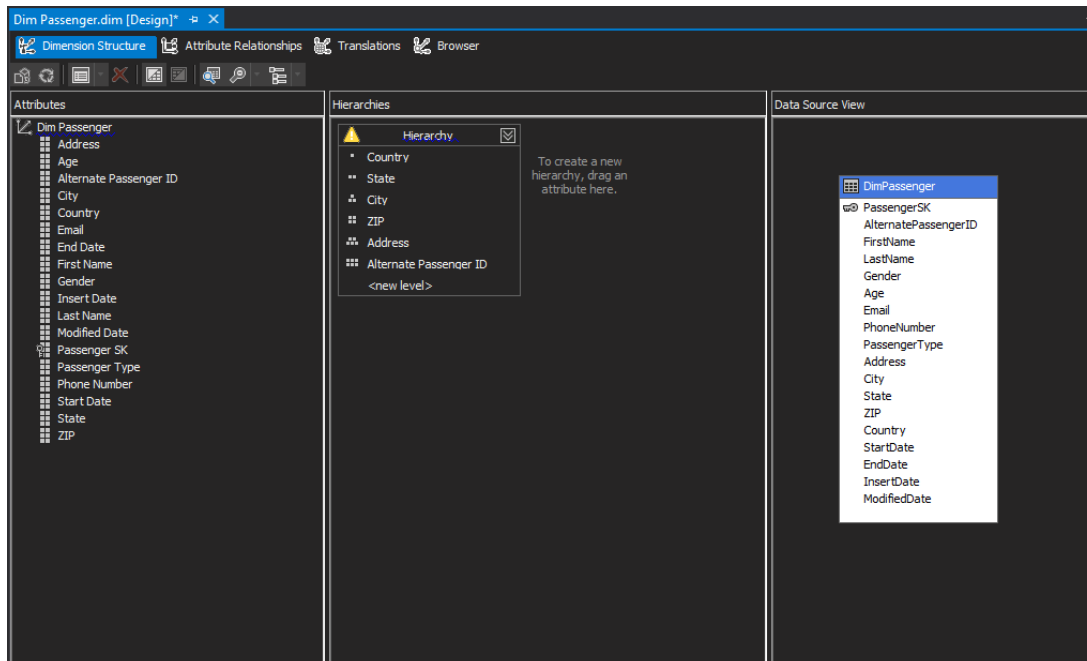 Dim Passenger.dim [Design]*
Dimension Structure Attribute Relationships Translations Browser
Attributes
Dim Passenger
Address
Age
Alternate Passenger ID
City
Country
Email
End Date
First Name
Gender
Insert Date
Last Name
Modified Date
Passenger SK
Passenger Type
Phone Number
Start Date
State
ZIP
Hierarchies
Hierarchy
Country
State
City
ZIP
Address
Alternate Passenger ID
<new level>
To create a new
hierarchy, drag an
attribute here.
Data Source View
DimPassenger
PassengerSK
AlternatePassengerID
FirstName
LastName
Gender
Age
Email
PhoneNumber
PassengerType
Address
City
State
ZIP
Country
StartDate
EndDate
InsertDate
ModifiedDate